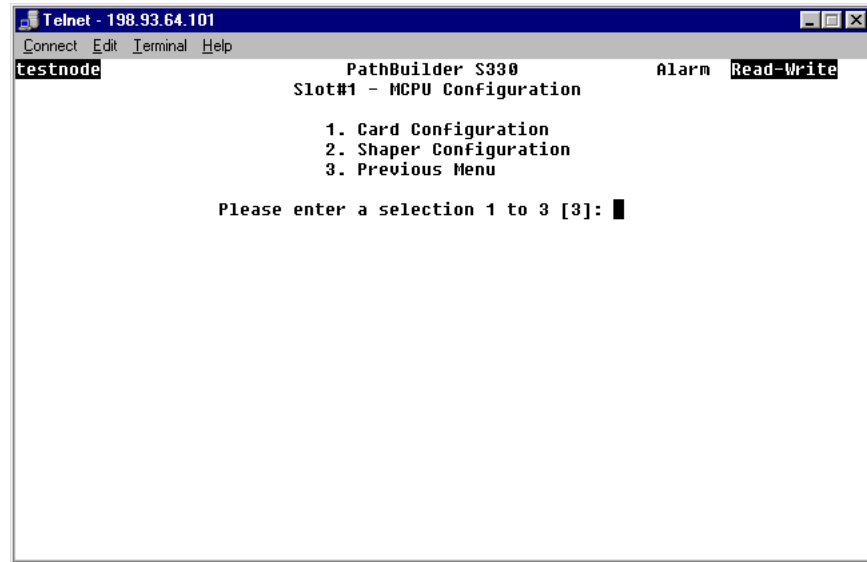 Telnet - 198.93.64.101
Connect Edit Terminal Help
testnode PathBuilder S330 Alarm Read-Write
Slot#1 - MCPU Configuration
1. Card Configuration
2. Shaper Configuration
3. Previous Menu
Please enter a selection 1 to 3 [3]: